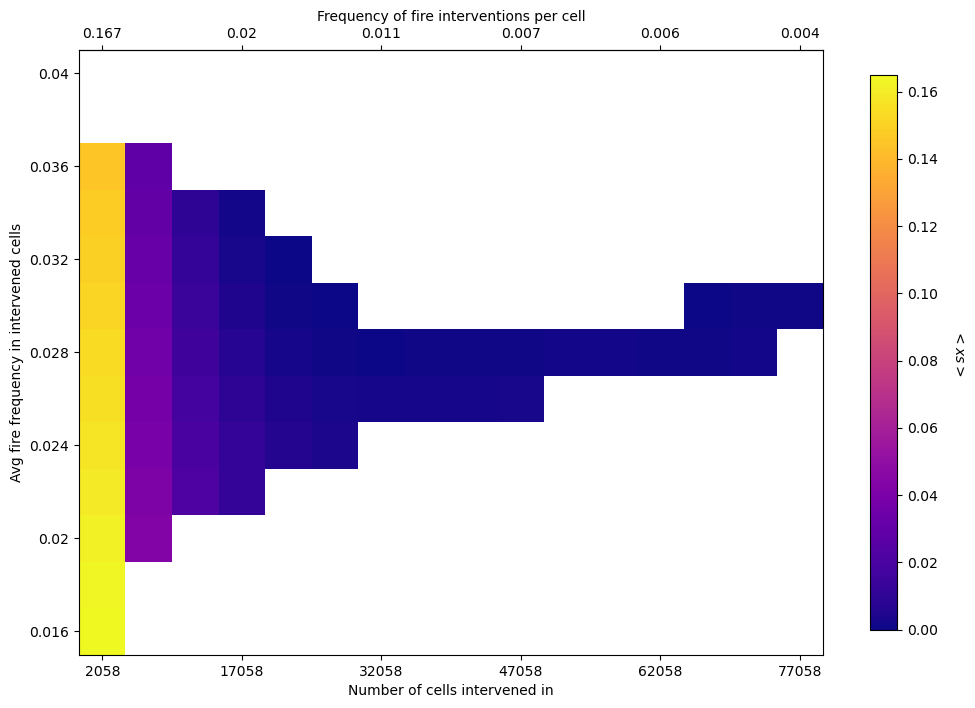 Frequency of fire interventions per cell
0.167 0.02 0.011 0.007 0.006 0.004
Avg fire frequency in intervened cells
0.04
0.036
0.032
0.028
0.024
0.02
0.016
2058 17058 32058 47058 62058 77058
Number of cells intervened in
0.16
0.14
0.12
0.10
0.08
0.06
0.04
0.02
0.00
< xs >